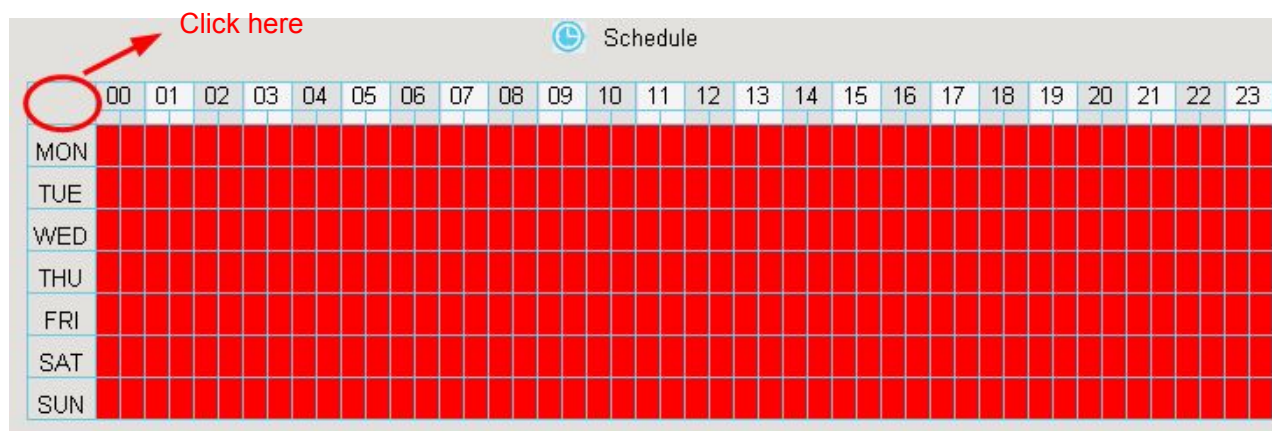 Click here
Schedule
00 01 02 03 04 05 06 07 08 09 10 11 12 13 14 15 16 17 18 19 20 21 22 23
MON
TUE
WED
THU
FRI
SAT
SUN